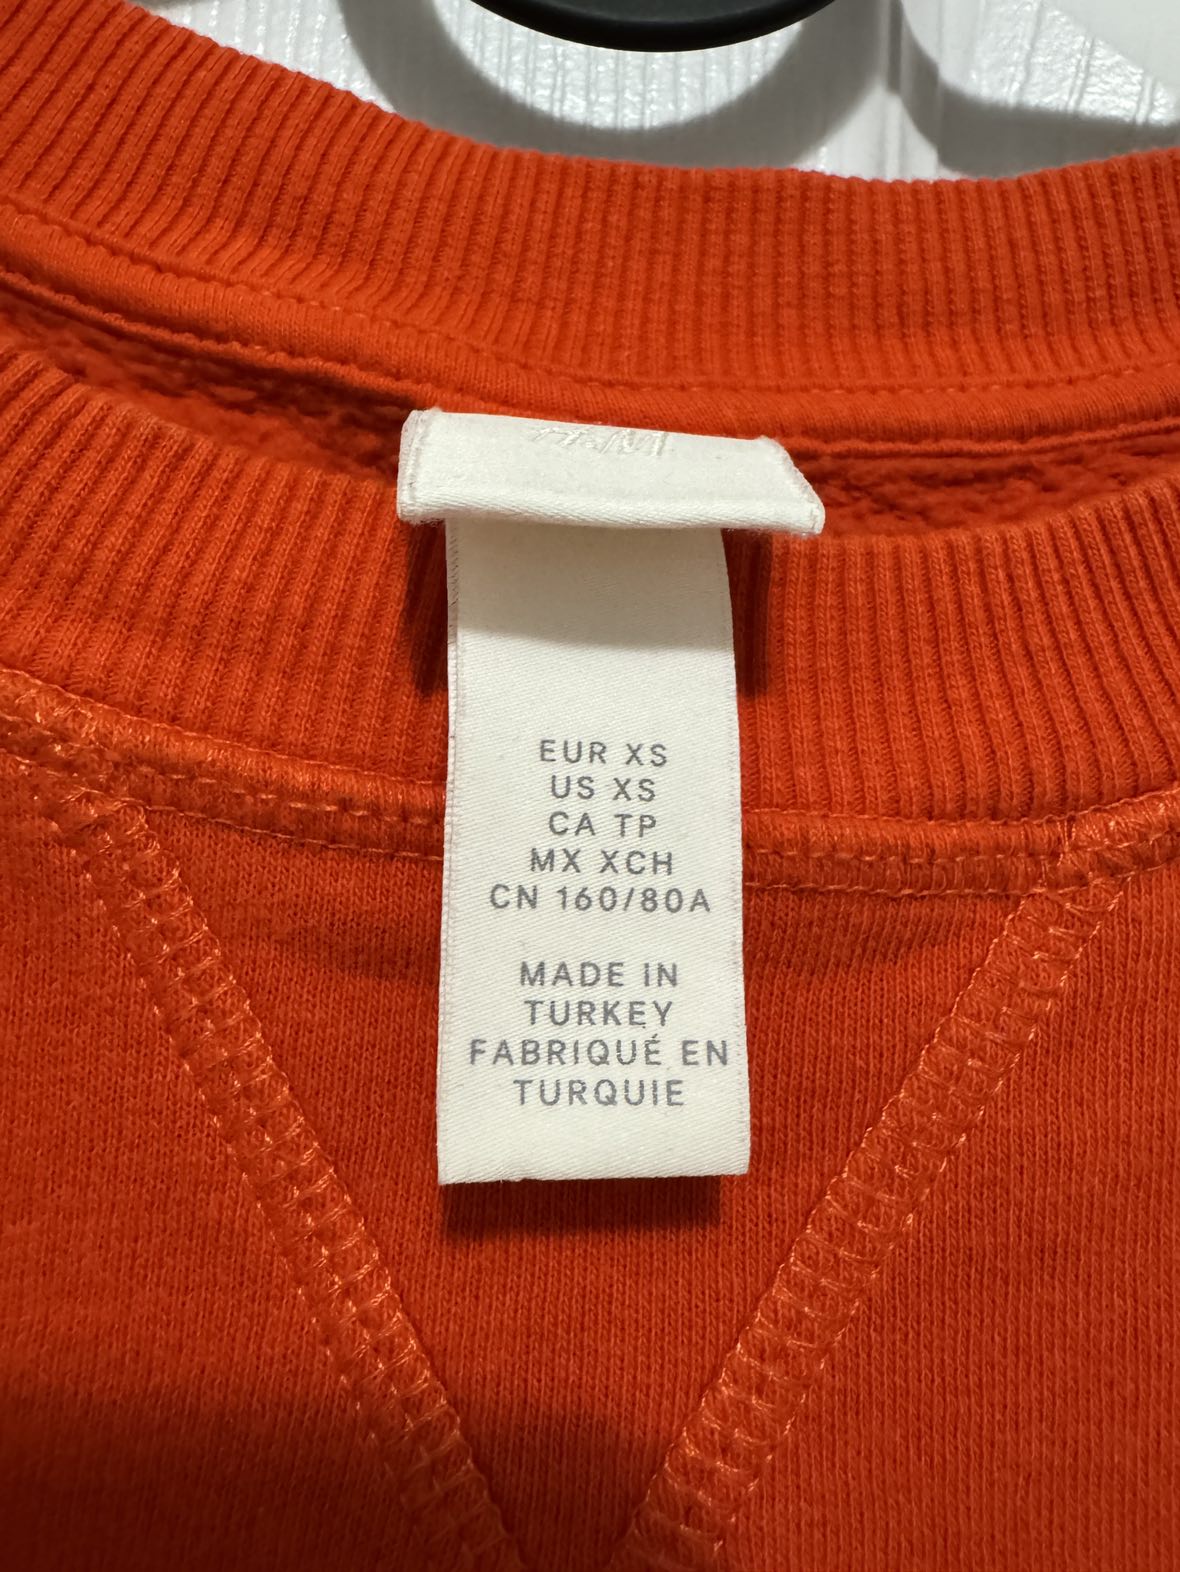 EUR XS
US XS
CA TP
MX XCH
CN 160/80A
MADE IN
TURKEY
FABRIQUÉ EN
TURQUIE